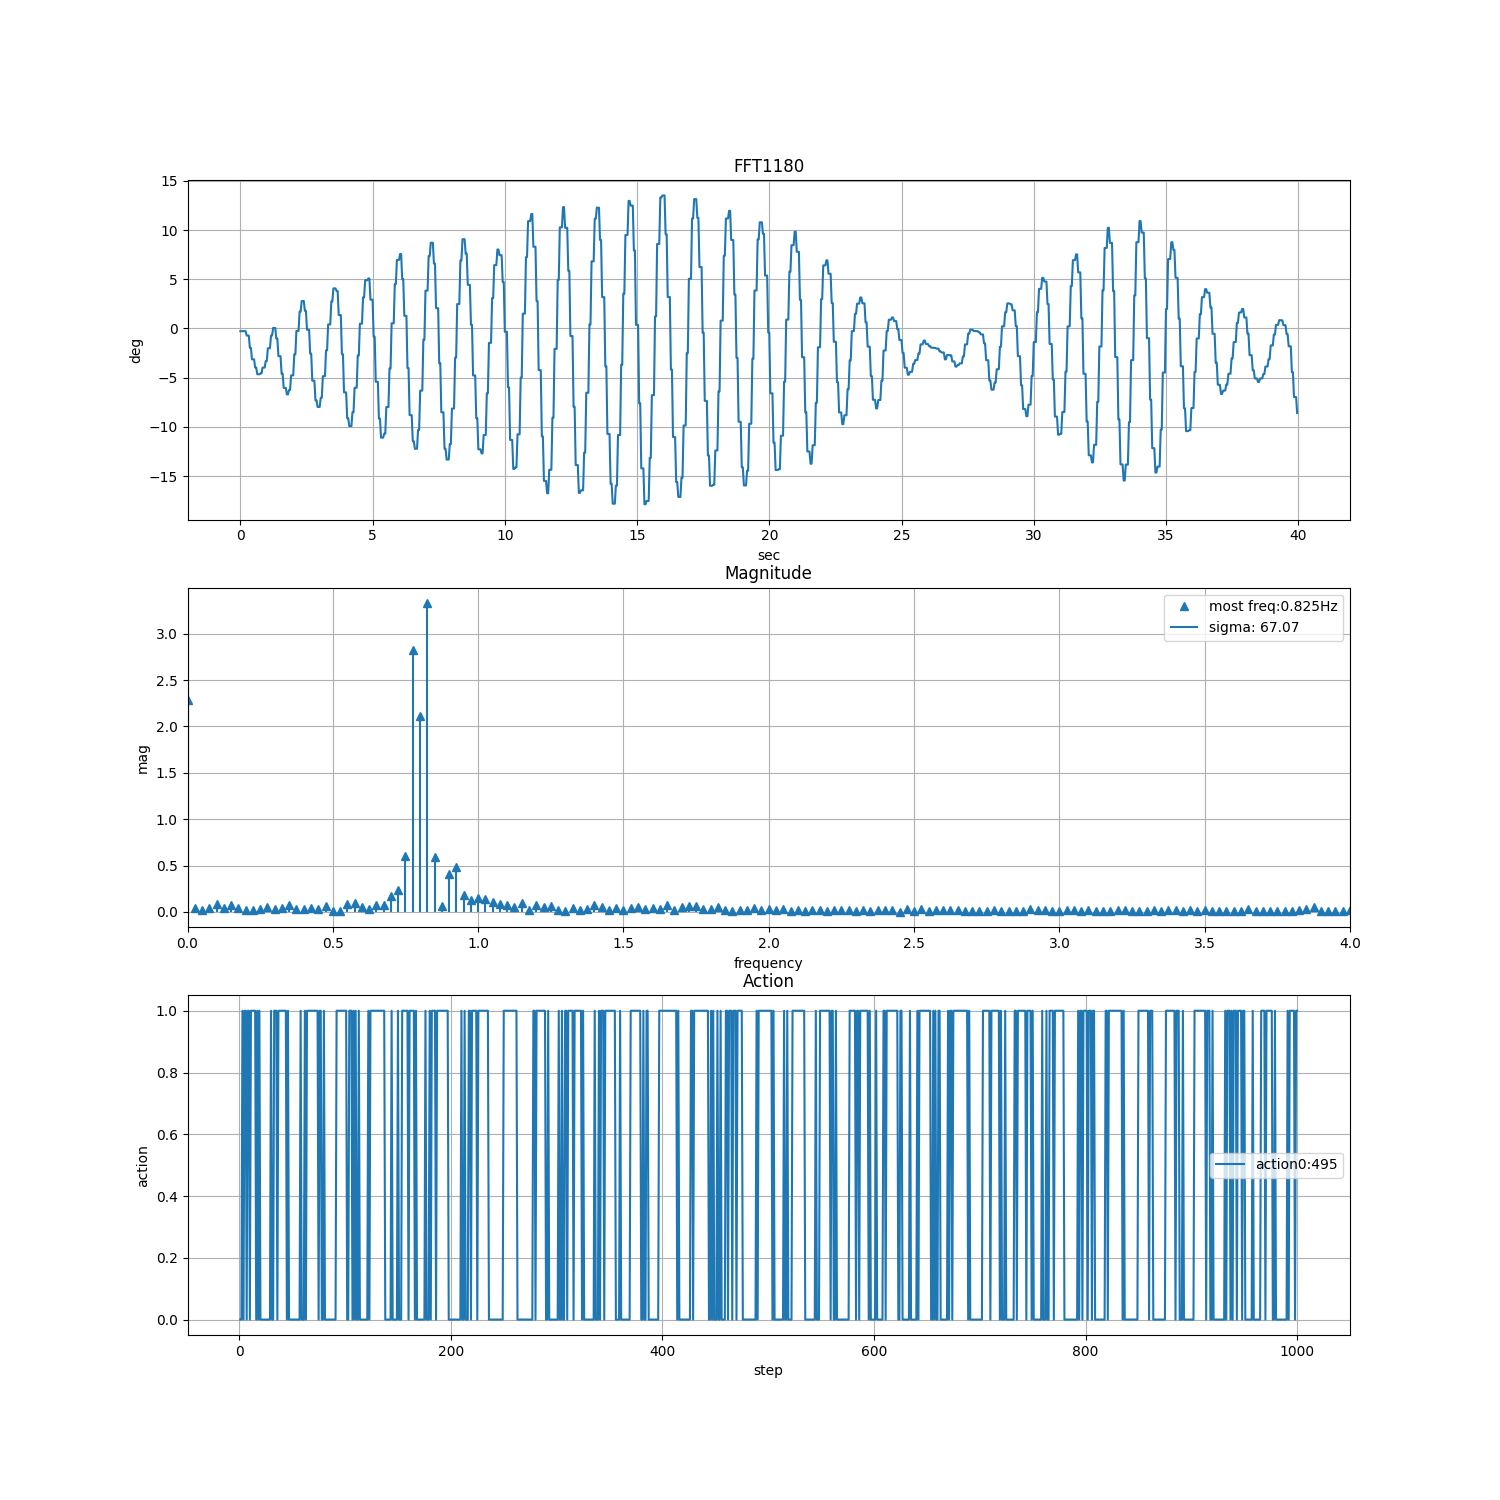 FFT1180
15
10
5
0
−5
−10
−15
deg
0 5 10 15 20 25 30 35 40
sec
Magnitude
3.0
2.5
2.0
1.5
1.0
0.5
0.0
mag
most freq:0.825Hz
sigma: 67.07
0.0 0.5 1.0 1.5 2.0 2.5 3.0 3.5 4.0
frequency
Action
1.0
0.8
0.6
0.4
0.2
0.0
action
action0:495
0 200 400 600 800 1000
step